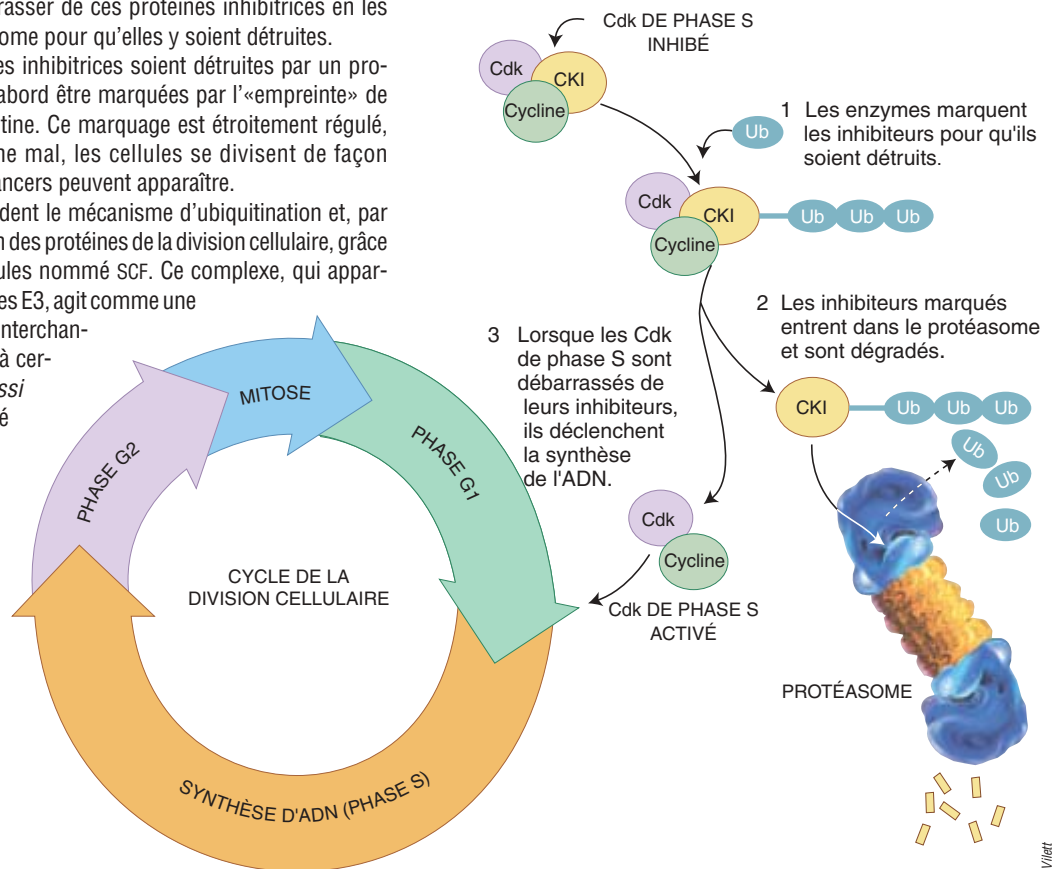 rasser de ces protéines inhibitrices en les
ome pour qu'elles y soient détruites.
es inhibitrices soient détruites par un pro-
abord être marquées par l'«empreinte» de
tine. Ce marquage est étroitement régulé,
ne mal, les cellules se divisent de façon
ancers peuvent apparaître.
dent le mécanisme d'ubiquitination et, par
n des protéines de la division cellulaire, grâce
ules nommé SCF. Ce complexe, qui appar-
es E3, agit comme une
nterchan-
à cer-
ssi
é
Cdk DE PHASE S
INHIBÉ
Cdk
CKI
Cycline
Ub
1 Les enzymes marquent
les inhibiteurs pour qu'ils
soient détruits.
Cdk
CKI
Cycline
Ub Ub Ub
2 Les inhibiteurs marqués
entrent dans le protéasome
et sont dégradés.
3 Lorsque les Cdk
de phase S sont
débarrassés de
leurs inhibiteurs,
ils déclenchent
la synthèse
de l'ADN.
CKI
Ub Ub Ub
Ub
Ub
Ub
Cdk
Cycline
Cdk DE PHASE S
ACTIVÉ
PROTÉASOME
MITOSE
PHASE G1
PHASE G2
CYCLE DE LA
DIVISION CELLULAIRE
SYNTHÈSE D'ADN (PHASE S)
Vilett